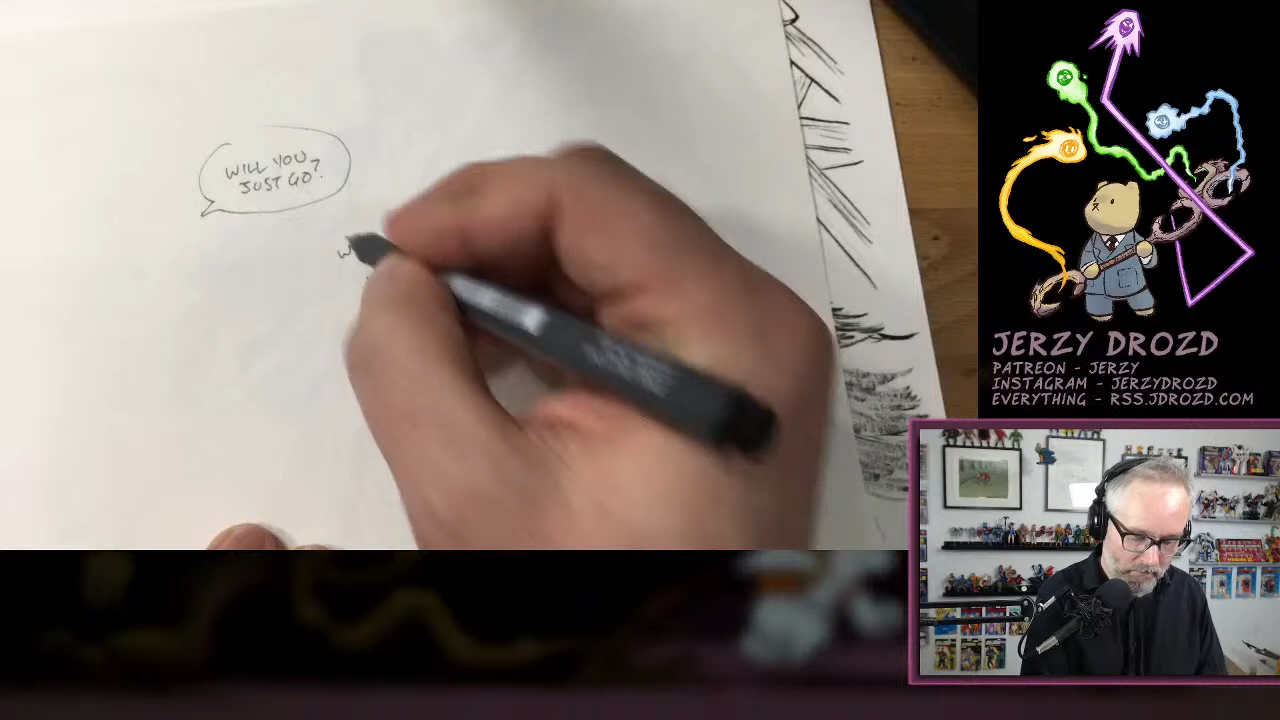 WILL YOU
JUST GO?
W
JERZY DROZD
PATREON - JERZY
INSTAGRAM - JERZYDROZD
EVERYTHING - RSS.JDROZD.COM